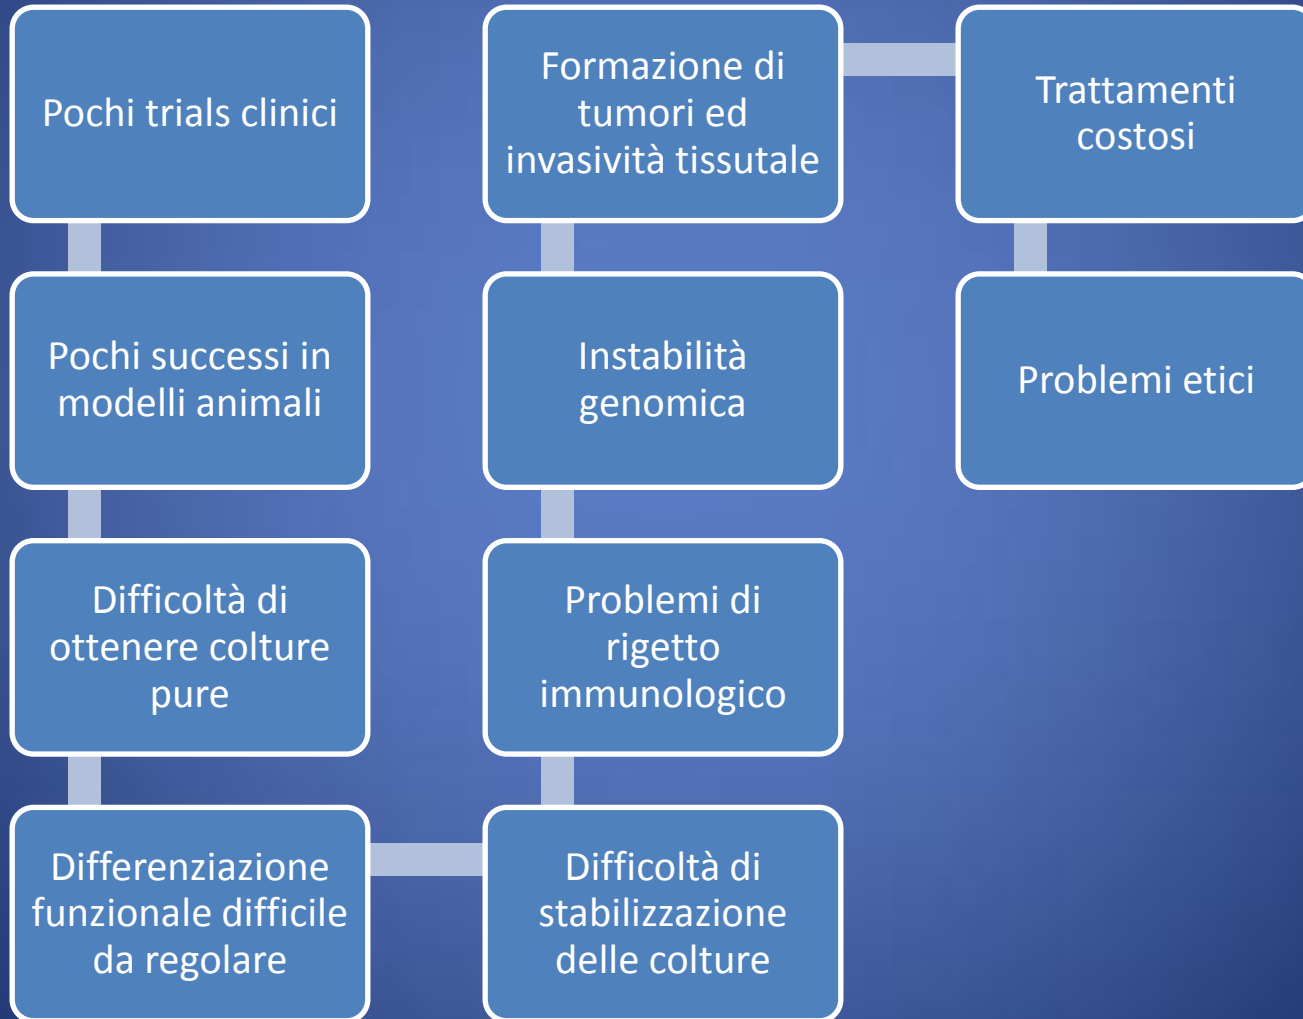 Pochi trials clinici
Pochi successi in
modelli animali
Difficoltà di
ottenere colture
pure
Differenziazione
funzionale difficile
da regolare
Difficoltà di
stabilizzazione
delle colture
Problemi di
rigetto
immunologico
Instabilità
genomica
Formazione di
tumori ed
invasività tissutale
Trattamenti
costosi
Problemi etici